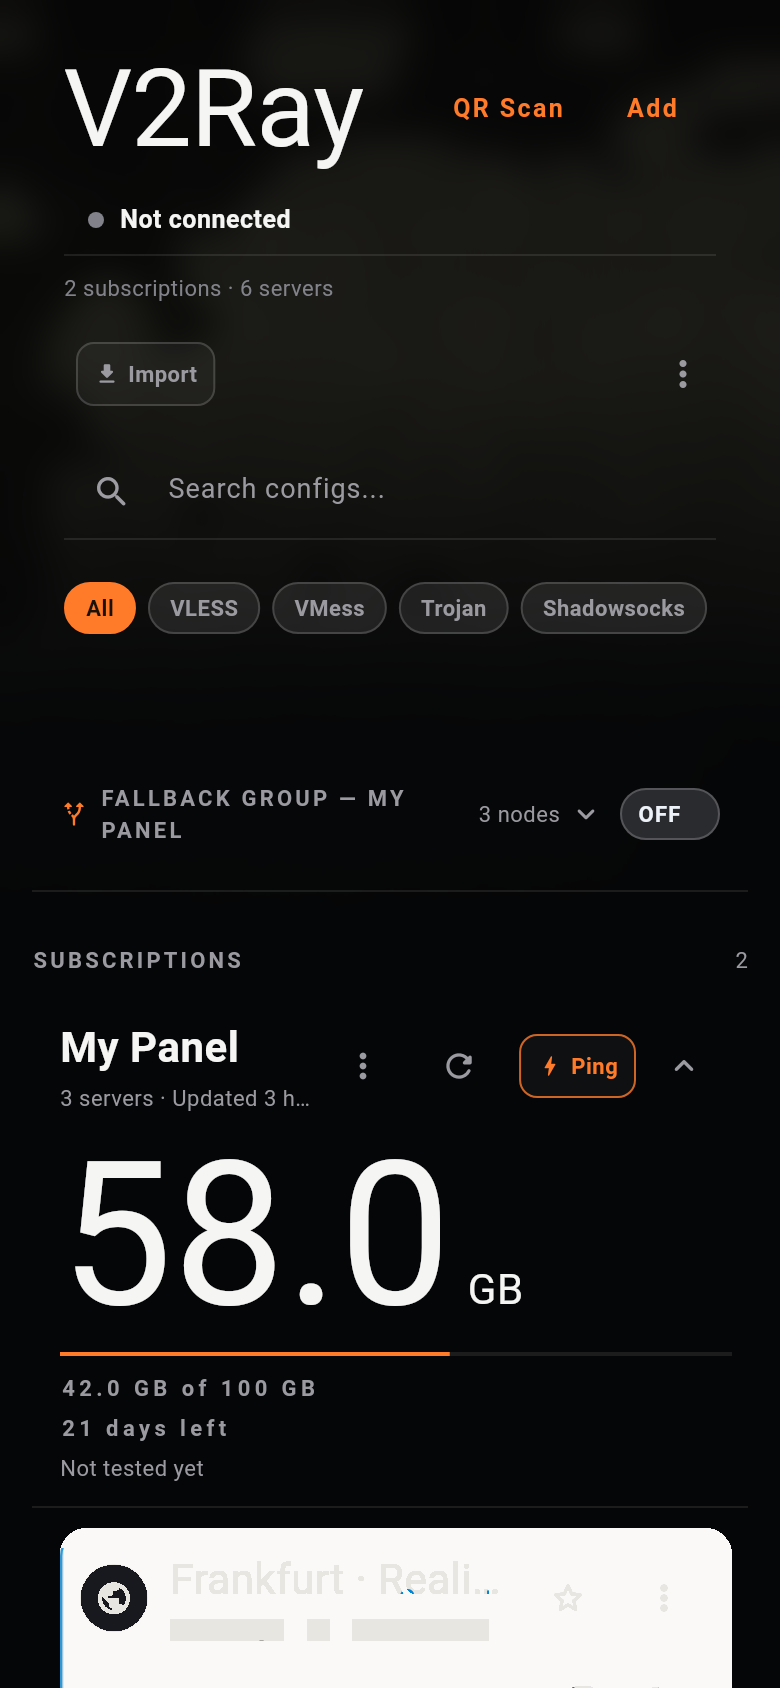 V2Ray
QR Scan
Add
Not connected
2 subscriptions · 6 servers
Import
Search configs...
All
VLESS
VMess
Trojan
Shadowsocks
FALLBACK GROUP — MY
PANEL
3 nodes
OFF
SUBSCRIPTIONS
2
My Panel
3 servers · Updated 3 h...
Ping
58.0 GB
42.0 GB of 100 GB
21 days left
Not tested yet
Frankfurt · Reali...